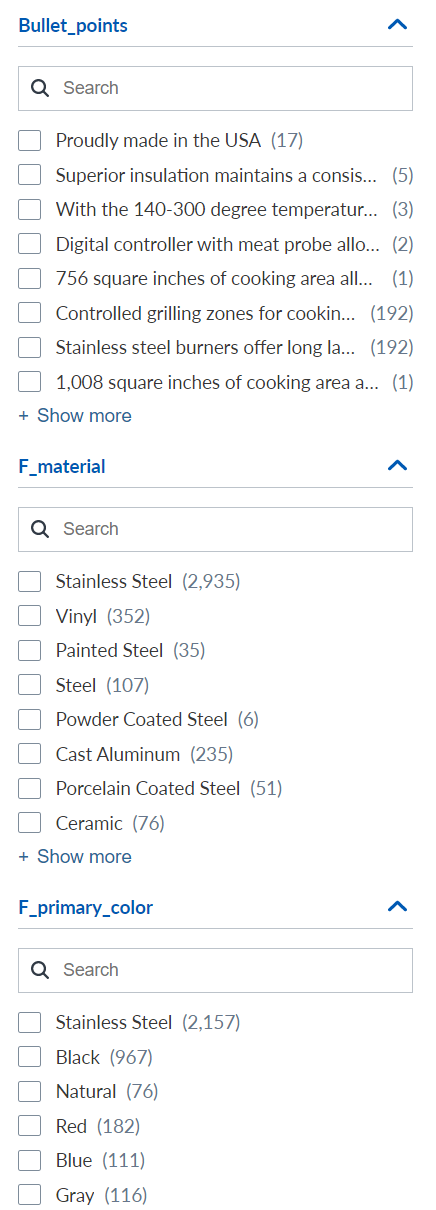 Bullet_points
Search
Proudly made in the USA (17)
Superior insulation maintains a consis... (5)
With the 140-300 degree temperatur... (3)
Digital controller with meat probe allo... (2)
756 square inches of cooking area all... (1)
Controlled grilling zones for cookin... (192)
Stainless steel burners offer long la... (192)
1,008 square inches of cooking area a... (1)
+ Show more
F_material
Search
Stainless Steel (2,935)
Vinyl (352)
Painted Steel (35)
Steel (107)
Powder Coated Steel (6)
Cast Aluminum (235)
Porcelain Coated Steel (51)
Ceramic (76)
+ Show more
F_primary_color
Search
Stainless Steel (2,157)
Black (967)
Natural (76)
Red (182)
Blue (111)
Gray (116)